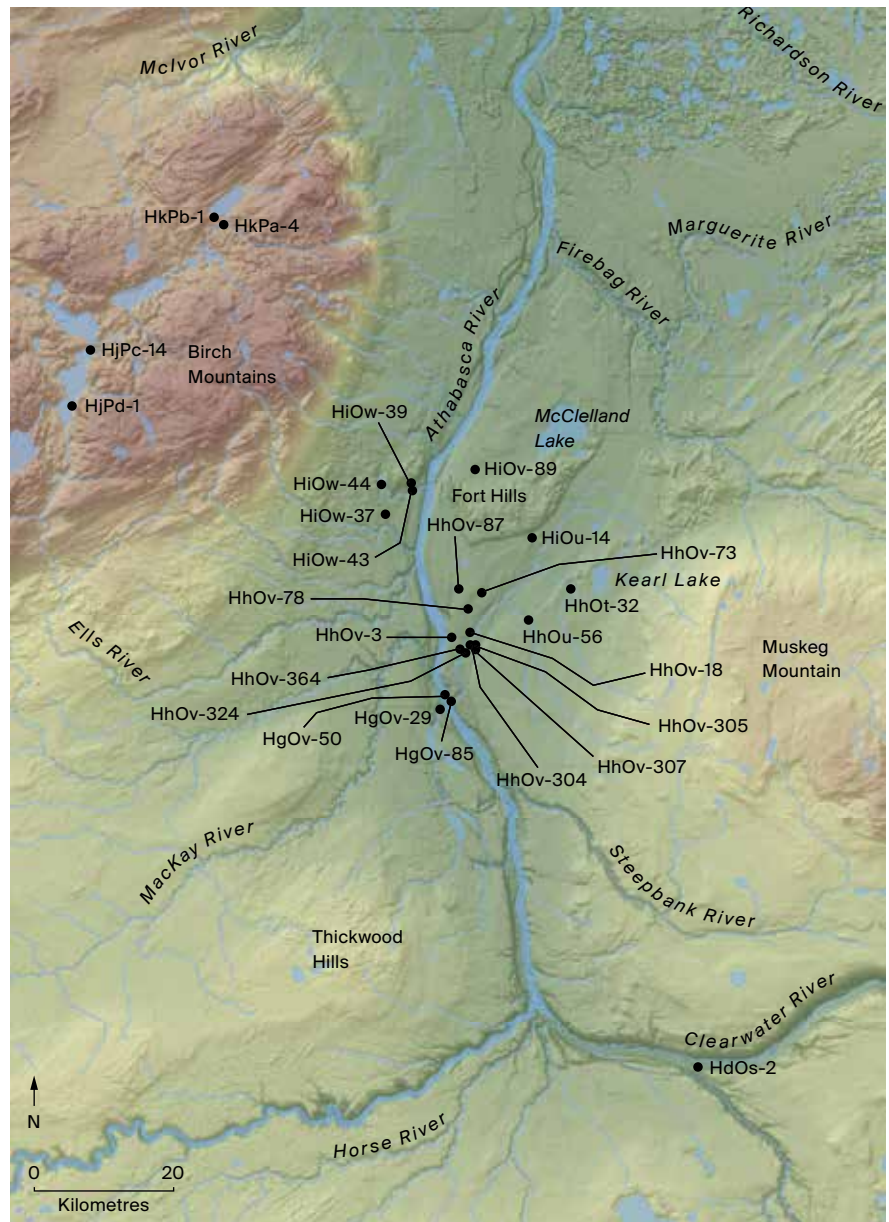 McIvor River
Richardson River
HkPb-1
HkPa-4
Marguerite River
Firebag River
Athabasca River
HjPc-14
Birch
Mountains
HjPd-1
HiOw-39
McClelland
Lake
HiOv-89
HiOw-44
Fort Hills
HiOw-37
HhOv-87
HiOu-14
HiOw-43
HhOv-73
Kearl Lake
HhOv-78
HhOt-32
HhOv-3
HhOu-56
Ells River
Muskeg
Mountain
HhOv-364
HhOv-18
HhOv-324
HgOv-29
HhOv-305
HgOv-50
HgOv-85
HhOv-307
HhOv-304
MacKay River
Steepbank River
Thickwood
Hills
Clearwater River
HdOs-2
N
Horse River
0 20
Kilometres